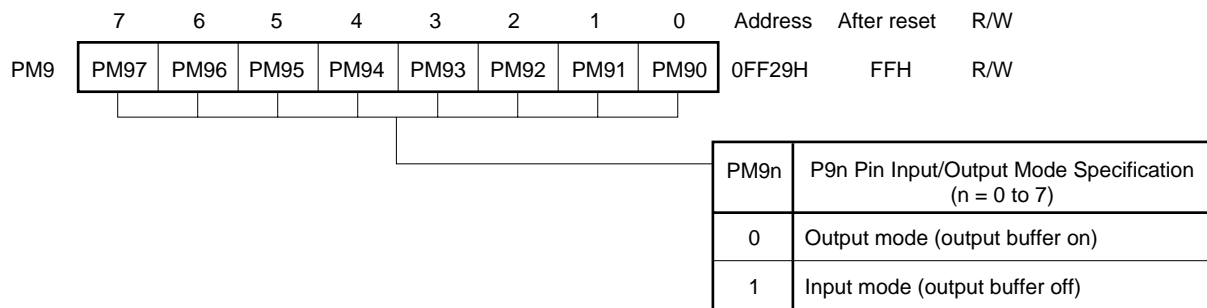 7 6 5 4 3 2 1 0 Address After reset R/W
PM9 PM97 PM96 PM95 PM94 PM93 PM92 PM91 PM90 0FF29H FFH R/W
PM9n P9n Pin Input/Output Mode Specification
(n = 0 to 7)
0 Output mode (output buffer on)
1 Input mode (output buffer off)